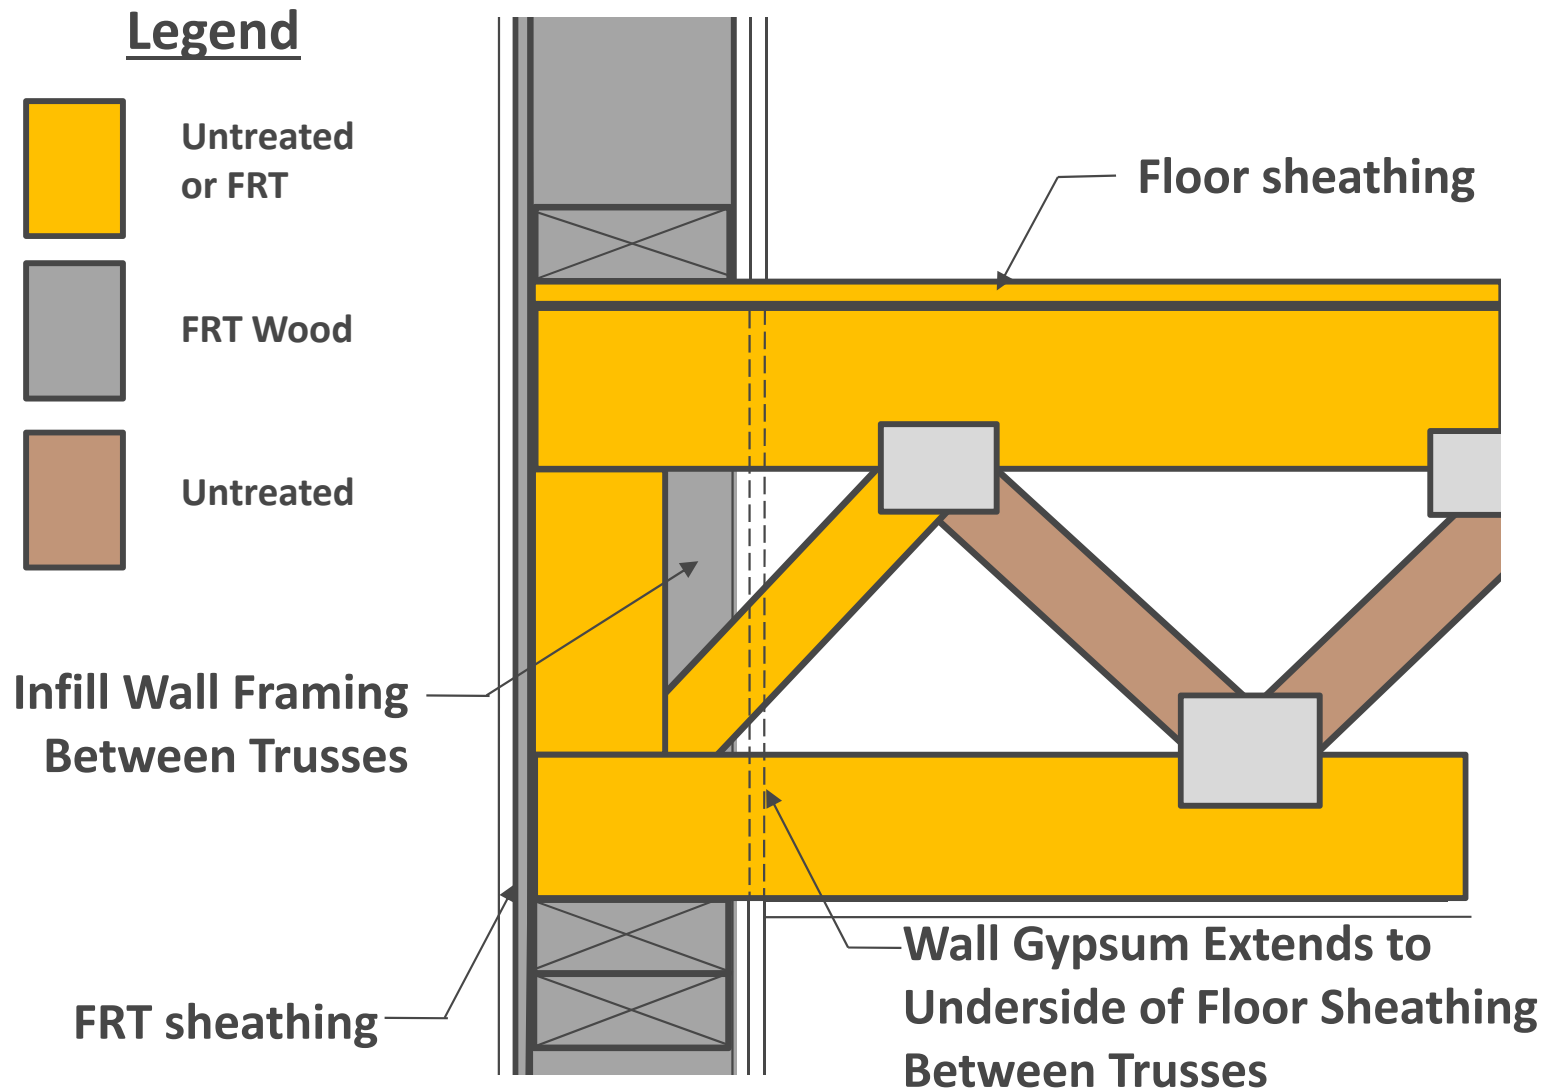 Legend
Untreated
or FRT
FRT Wood
Untreated
Floor sheathing
Infill Wall Framing
Between Trusses
FRT sheathing
Wall Gypsum Extends to
Underside of Floor Sheathing
Between Trusses